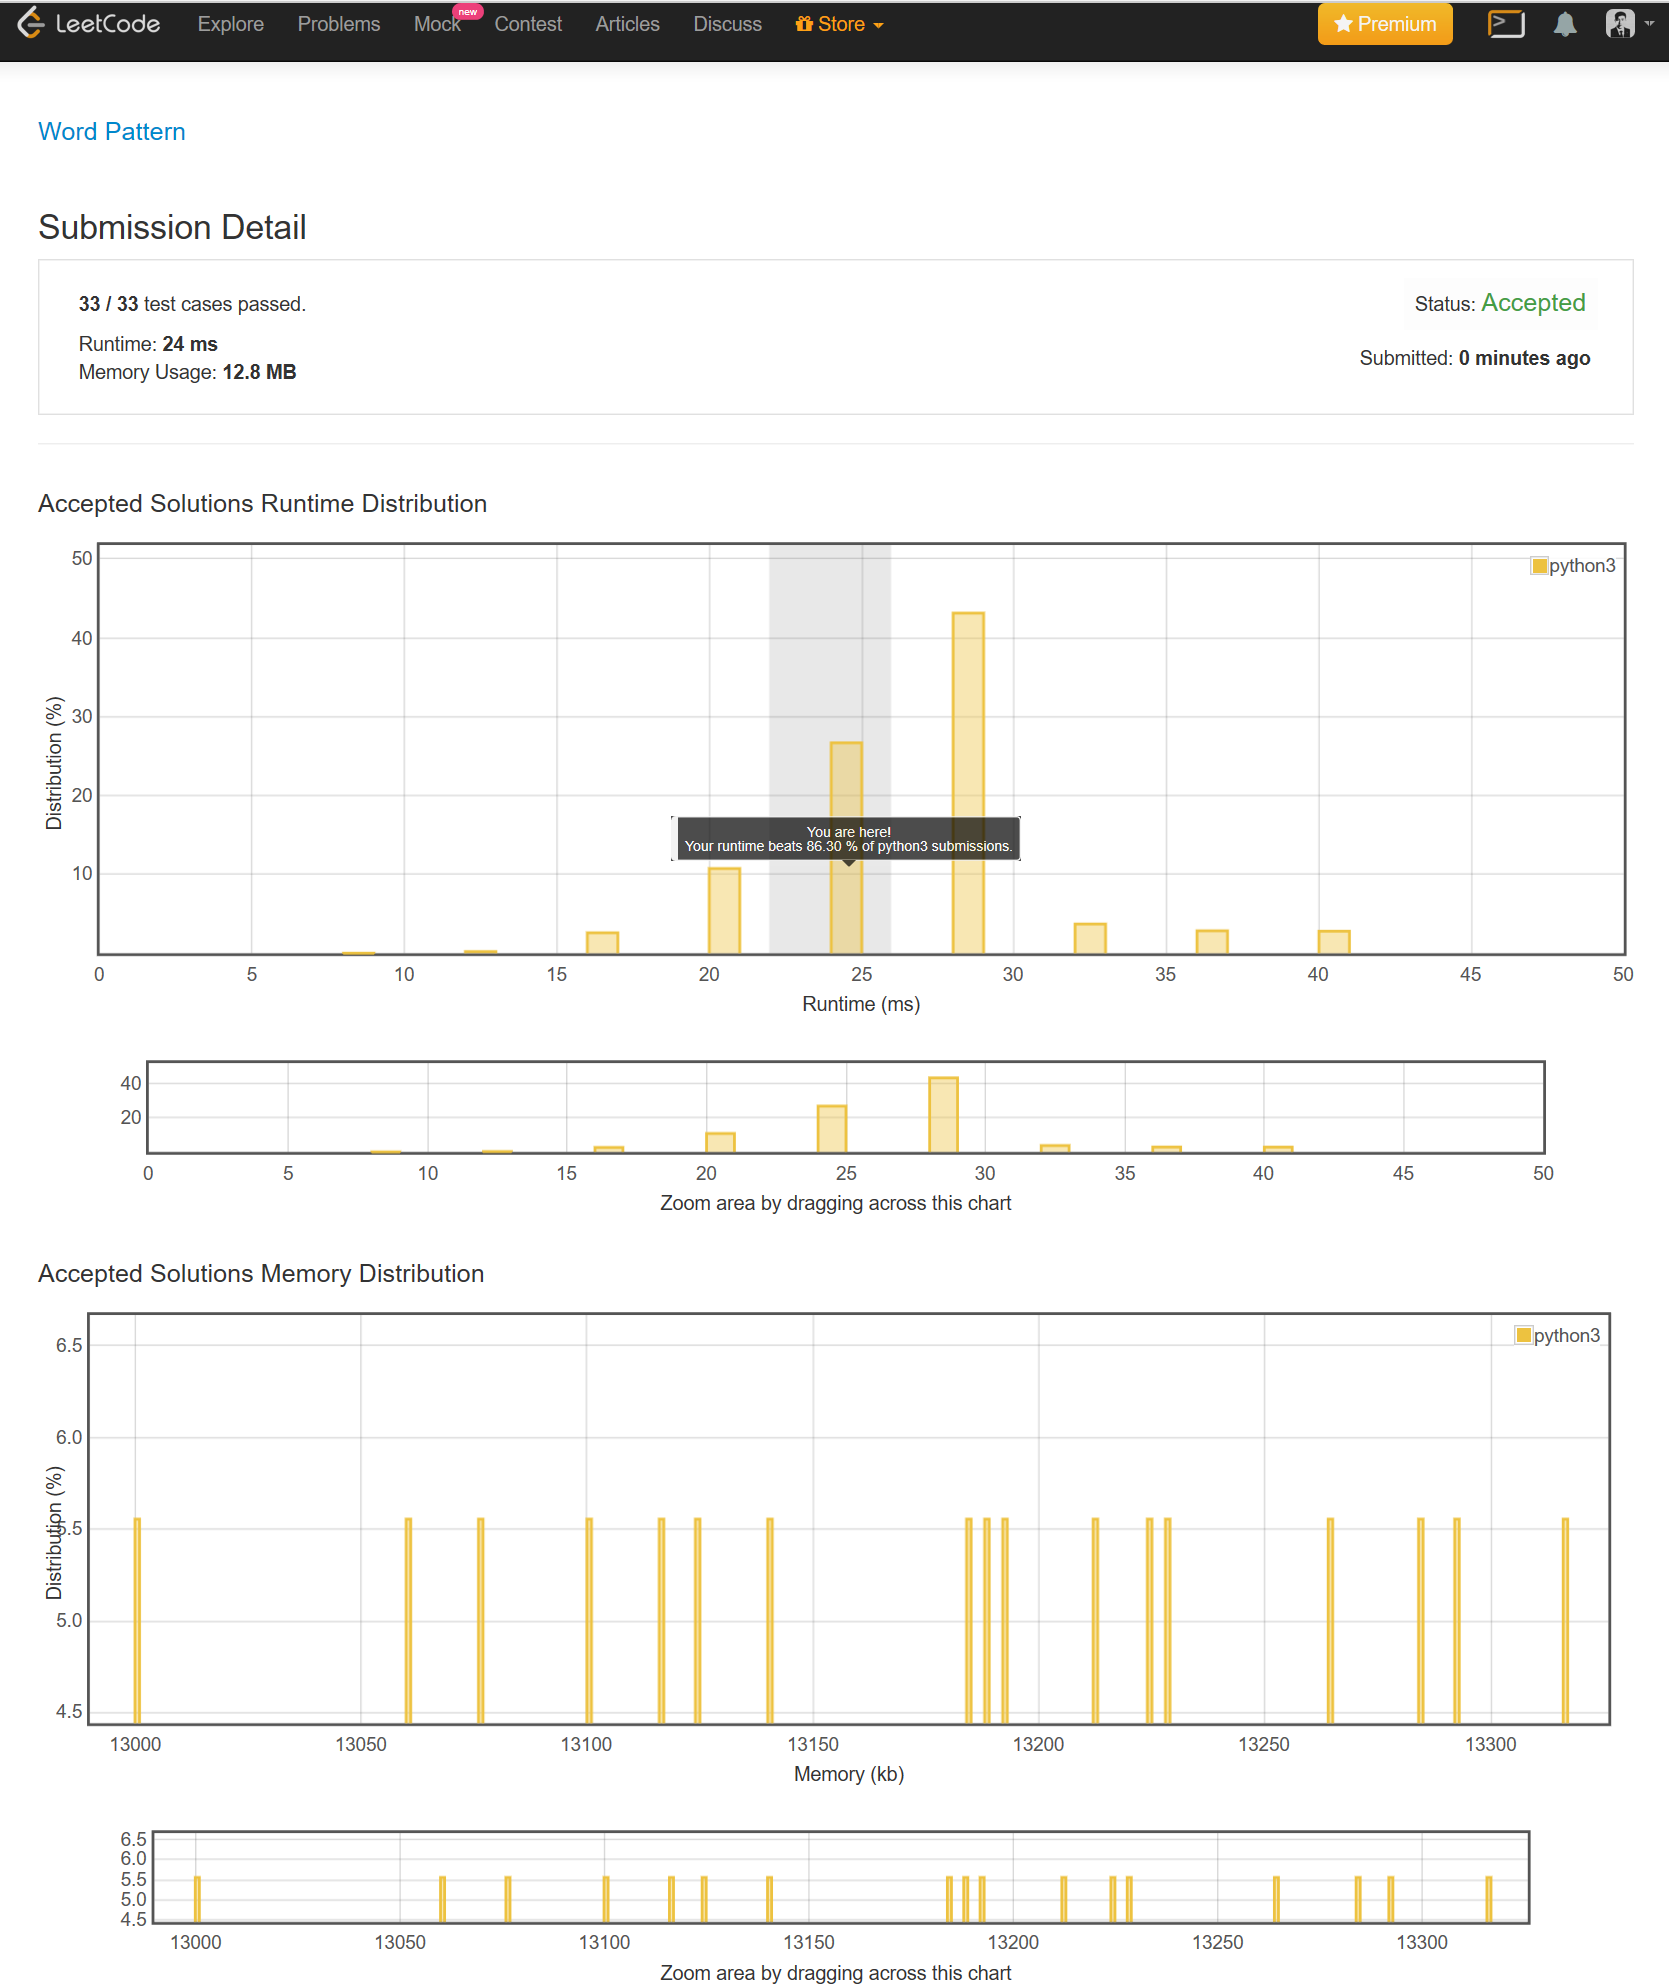 LeetCode Explore Problems Mock new Contest Articles Discuss Store Premium
Word Pattern
Submission Detail
33 / 33 test cases passed.
Status: Accepted
Runtime: 24 ms
Memory Usage: 12.8 MB
Submitted: 0 minutes ago
Accepted Solutions Runtime Distribution
50
40
30
20
10
Distribution (%)
python3
You are here!
Your runtime beats 86.30 % of python3 submissions.
0 5 10 15 20 25 30 35 40 45 50
Runtime (ms)
40
20
0 5 10 15 20 25 30 35 40 45 50
Zoom area by dragging across this chart
Accepted Solutions Memory Distribution
6.5
6.0
5.5
5.0
4.5
Distribution (%)
python3
13000 13050 13100 13150 13200 13250 13300
Memory (kb)
6.5
6.0
5.5
5.0
4.5
13000 13050 13100 13150 13200 13250 13300
Zoom area by dragging across this chart